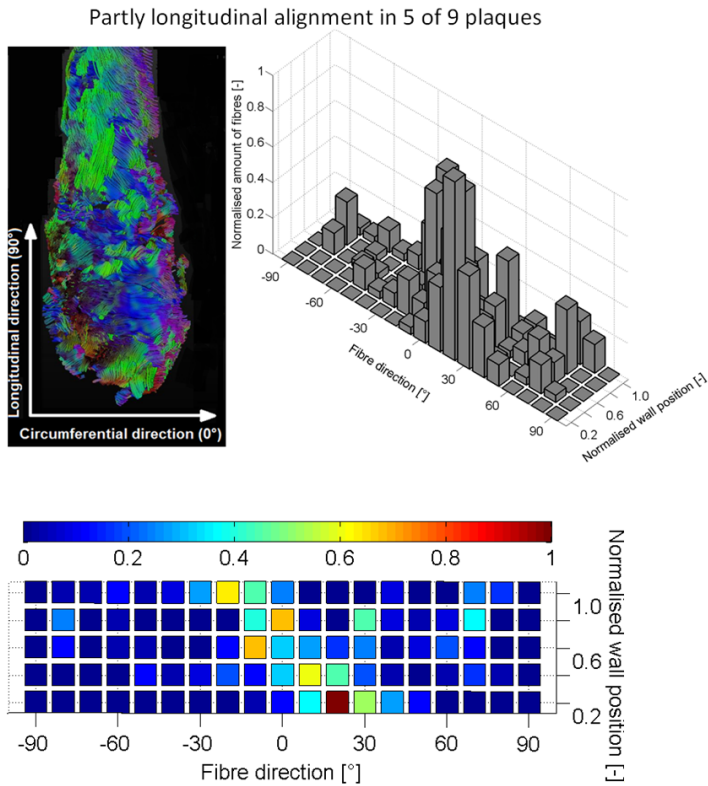 Partly longitudinal alignment in 5 of 9 plaques
Longitudinal direction (90°)
Circumferential direction (0°)
Normalised amount of fibres [-]
1
0.8
0.6
0.4
0.2
0
-90
-60
-30
0
30
60
90
Fibre direction [°]
0.2
0.6
1.0
Normalised wall position [-]
0 0.2 0.4 0.6 0.8 1
1.0
0.6
0.2
Normalised wall position [-]
-90 -60 -30 0 30 60 90
Fibre direction [°]